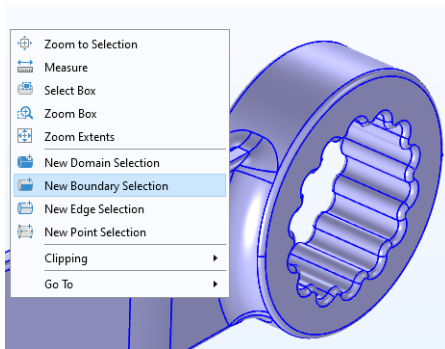 Zoom to Selection
Measure
Select Box
Zoom Box
Zoom Extents
New Domain Selection
New Boundary Selection
New Edge Selection
New Point Selection
Clipping
Go To